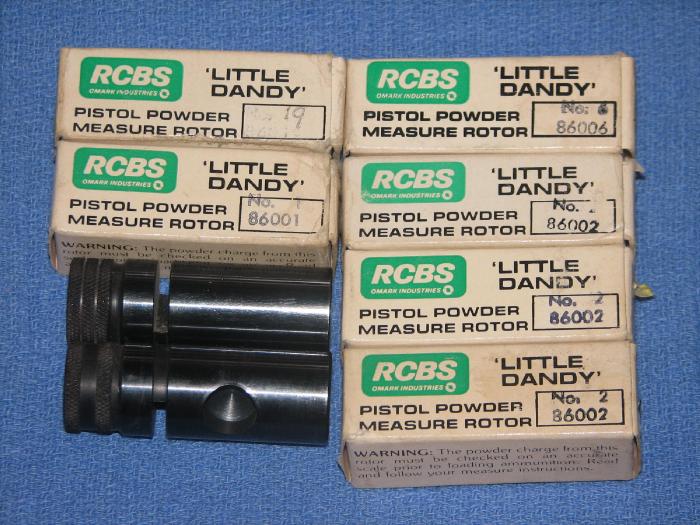 RCBS
OMARK INDUSTRIES
'LITTLE
DANDY'
PISTOL POWDER
MEASURE ROTOR
19
RCBS
OMARK INDUSTRIES
'LITTLE
DANDY'
PISTOL POWDER
MEASURE ROTOR
No. 1
86001
WARNING: The powder charge from this
rotor must be checked on an accurate
RCBS
OMARK INDUSTRIES
'LITTLE
DANDY'
PISTOL POWDER
MEASURE ROTOR
No. 6
86006
RCBS
OMARK INDUSTRIES
'LITTLE
DANDY'
PISTOL POWDER
MEASURE ROTOR
No.
86002
RCBS
OMARK INDUSTRIES
'LITTLE
DANDY'
PISTOL POWDER
MEASURE ROTOR
No. 2
86002
RCBS
OMARK INDUSTRIES
'LITTLE
DANDY'
PISTOL POWDER
MEASURE ROTOR
No. 2
86002
WARNING: The powder charge from this
rotor must be checked on an accurate
scale prior to loading ammunition. Read
and follow your measure instructions.